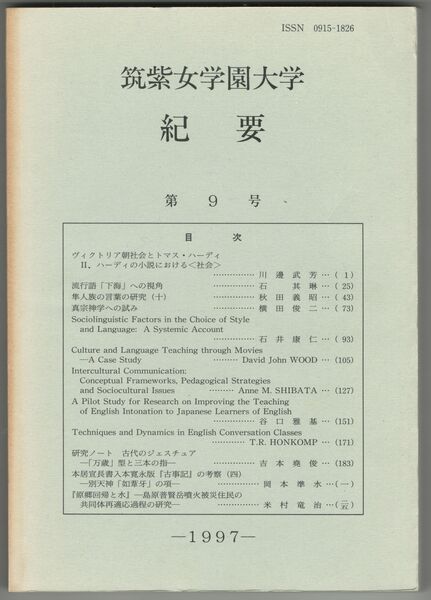 ISSN 0915-1826
筑紫女学園大学
紀要
第9号
目次
ヴィクトリア朝社会とトマス・ハーディ
II．ハーディの小説における＜社会＞
……………川邊武芳…( 1)
流行語「下海」への視角 ……………石其琳…( 25)
隼人族の言葉の研究（十） ……………秋田義昭…( 43)
真宗神学への試み ……………横田俊二…( 73)
Sociolinguistic Factors in the Choice of Style
and Language: A Systemic Account
……………石井康仁…( 93)
Culture and Language Teaching through Movies
—A Case Study ……… David John WOOD …(105)
Intercultural Communication:
Conceptual Frameworks, Pedagogical Strategies
and Sociocultural Issues ……… Anne M. SHIBATA …(127)
A Pilot Study for Research on Improving the Teaching
of English Intonation to Japanese Learners of English
……………谷口雅基…(151)
Techniques and Dynamics in English Conversation Classes
……………T.R. HONKOMP …(171)
研究ノート 古代のジェスチュア
—「万歳」型と三本の指— ……………吉本堯俊…(183)
本居宣長書入本寛永版『古事記』の考察（四）
—別天神「如葦牙」の項— ……………岡本準水…(一)
『原郷回帰と水』—島原普賢岳噴火被災住民の
共同体再適応過程の研究— ……………米村竜治…(二五)
—1997—